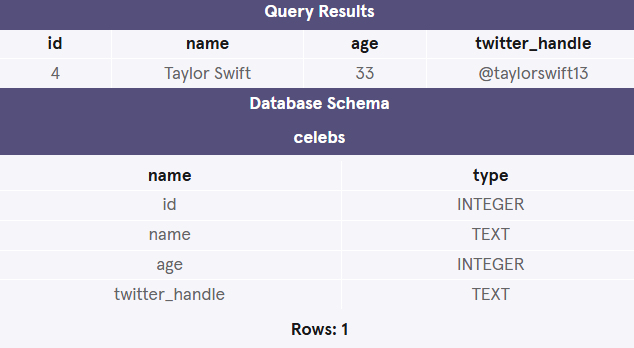 Query Results
id name age twitter_handle
4 Taylor Swift 33 @taylorswift13
Database Schema
celebs
name type
id INTEGER
name TEXT
age INTEGER
twitter_handle TEXT
Rows: 1